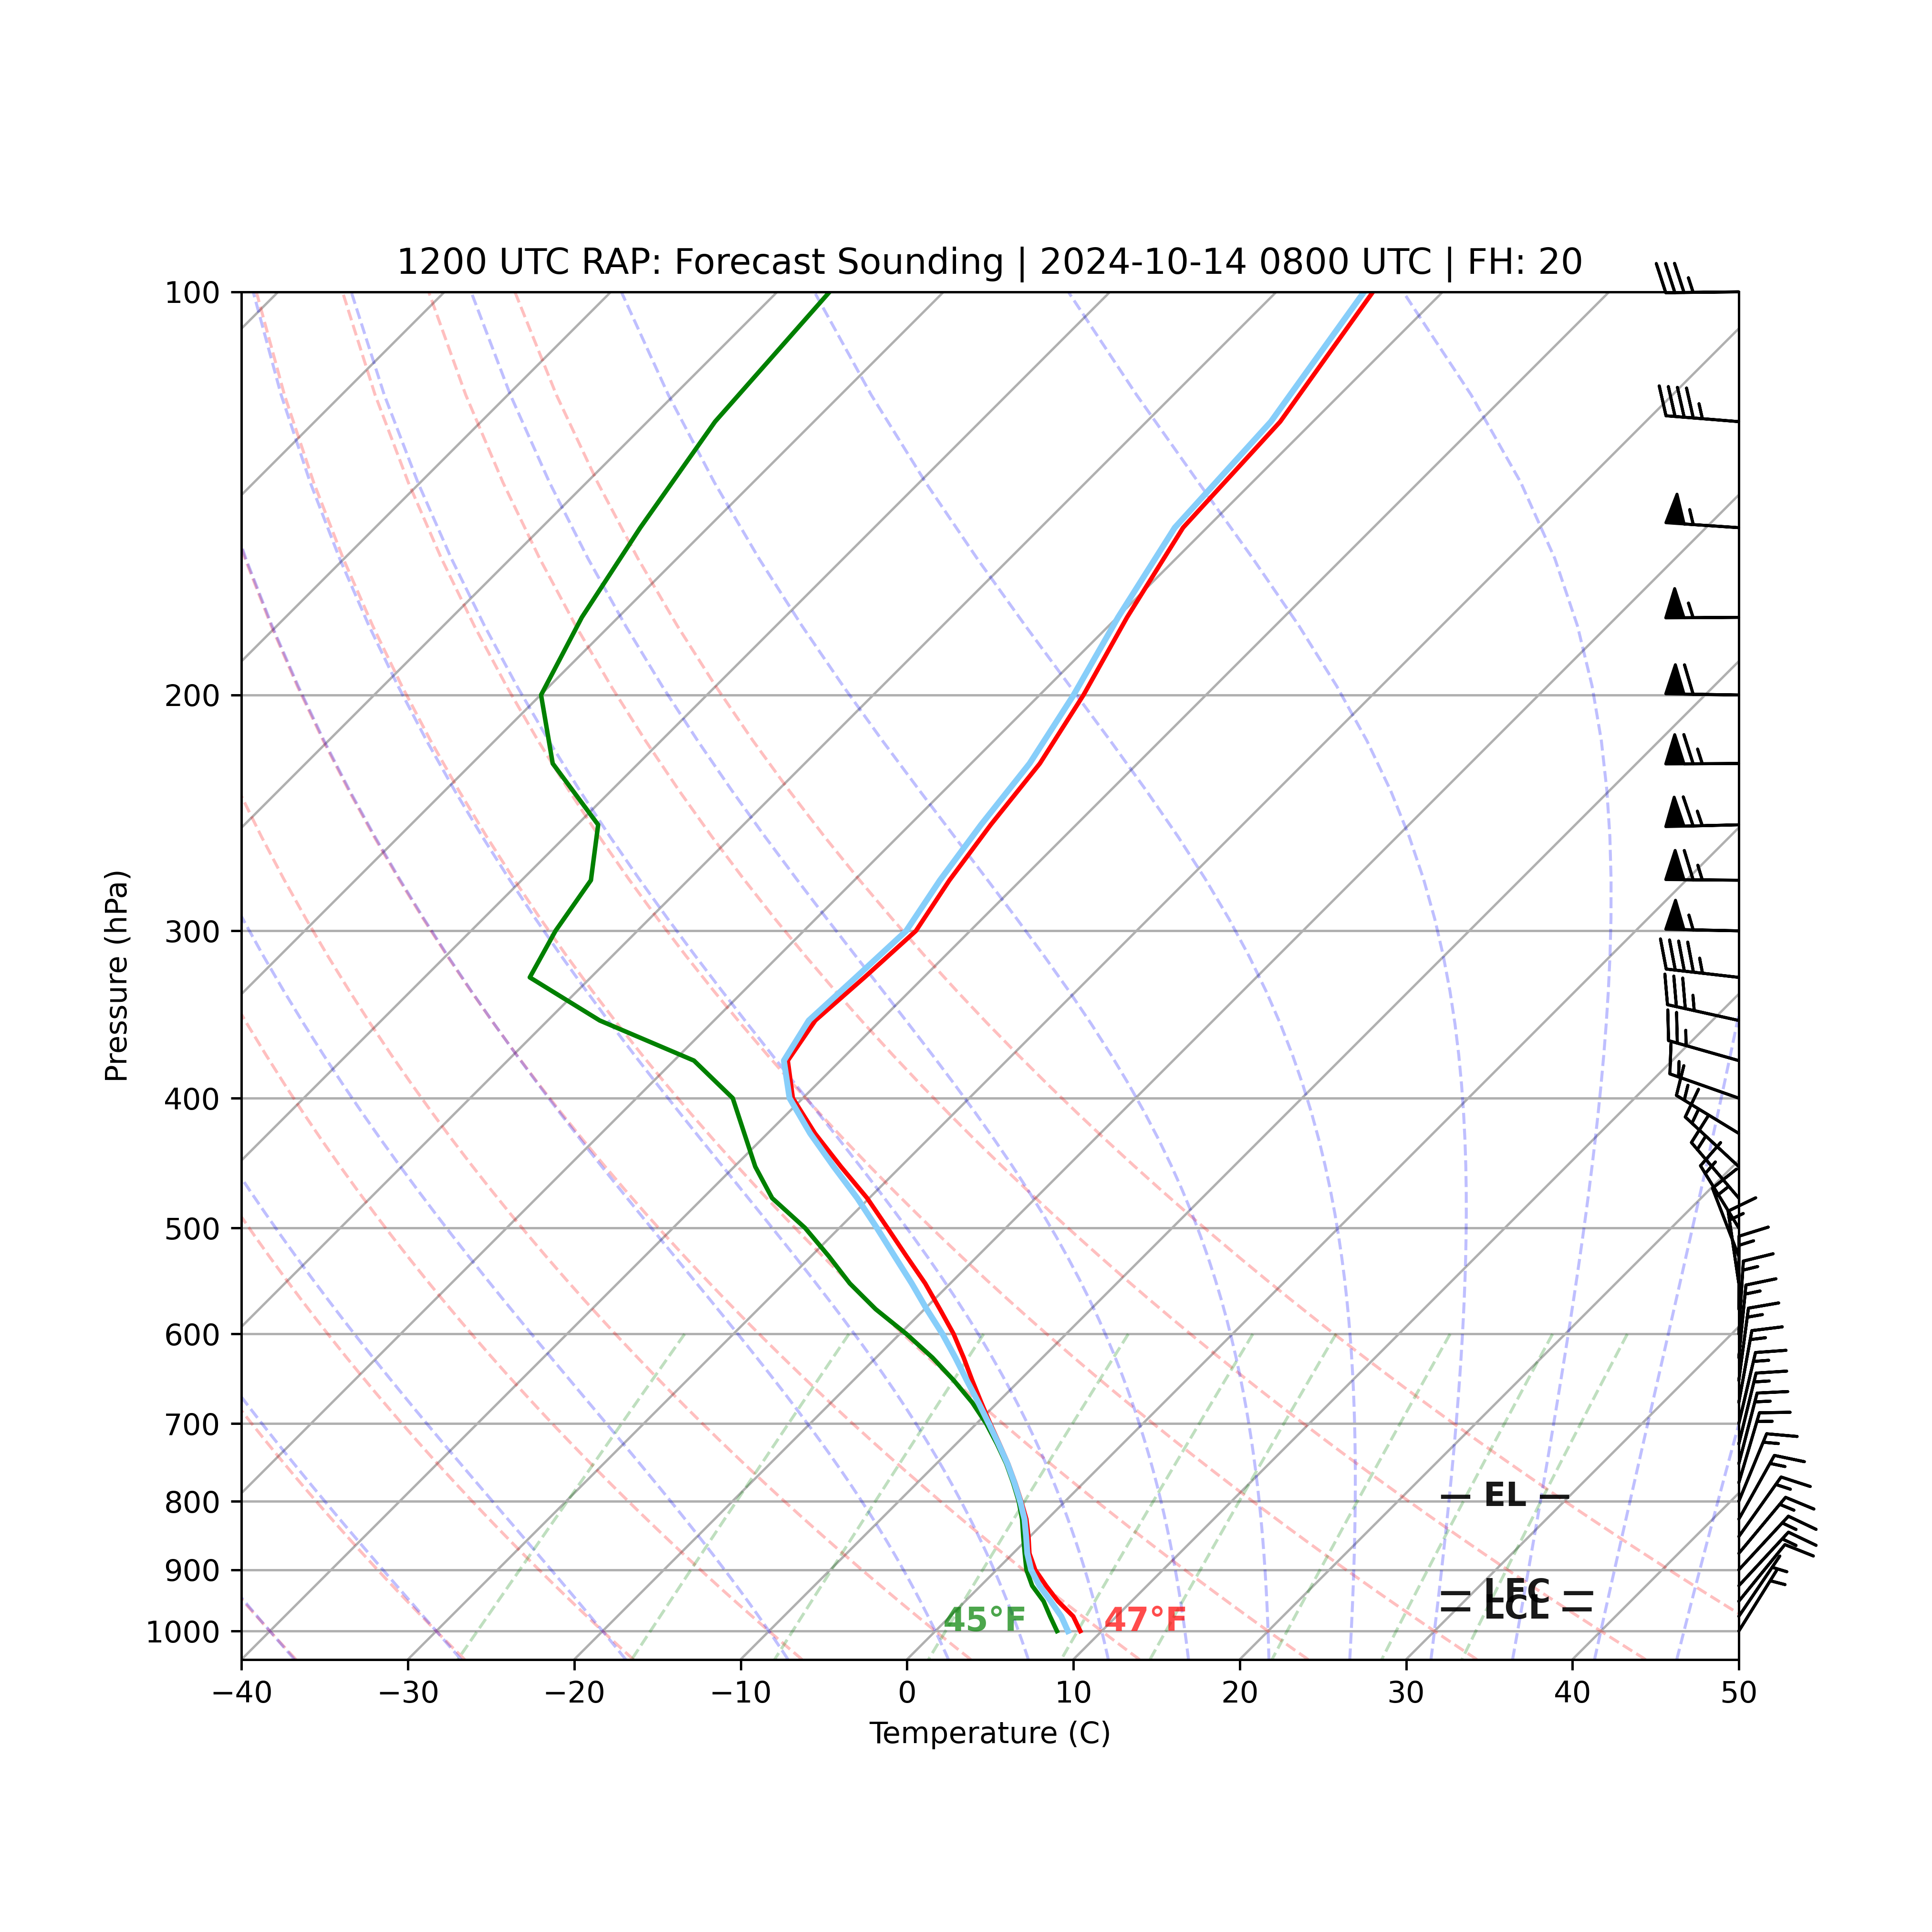 1200 UTC RAP: Forecast Sounding | 2024-10-14 0800 UTC | FH: 20
100
200
300
400
500
600
700
800
900
1000
Pressure (hPa)
— EL —
— LFC —
— LCL —
45°F
47°F
−40
−30
−20
−10
0
10
20
30
40
50
Temperature (C)